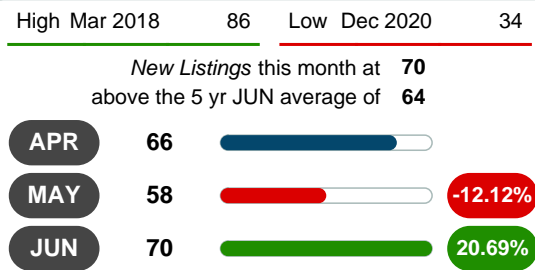 High Mar 2018 86 Low Dec 2020 34
New Listings this month at 70
above the 5 yr JUN average of 64
APR 66
MAY 58 -12.12%
JUN 70 20.69%